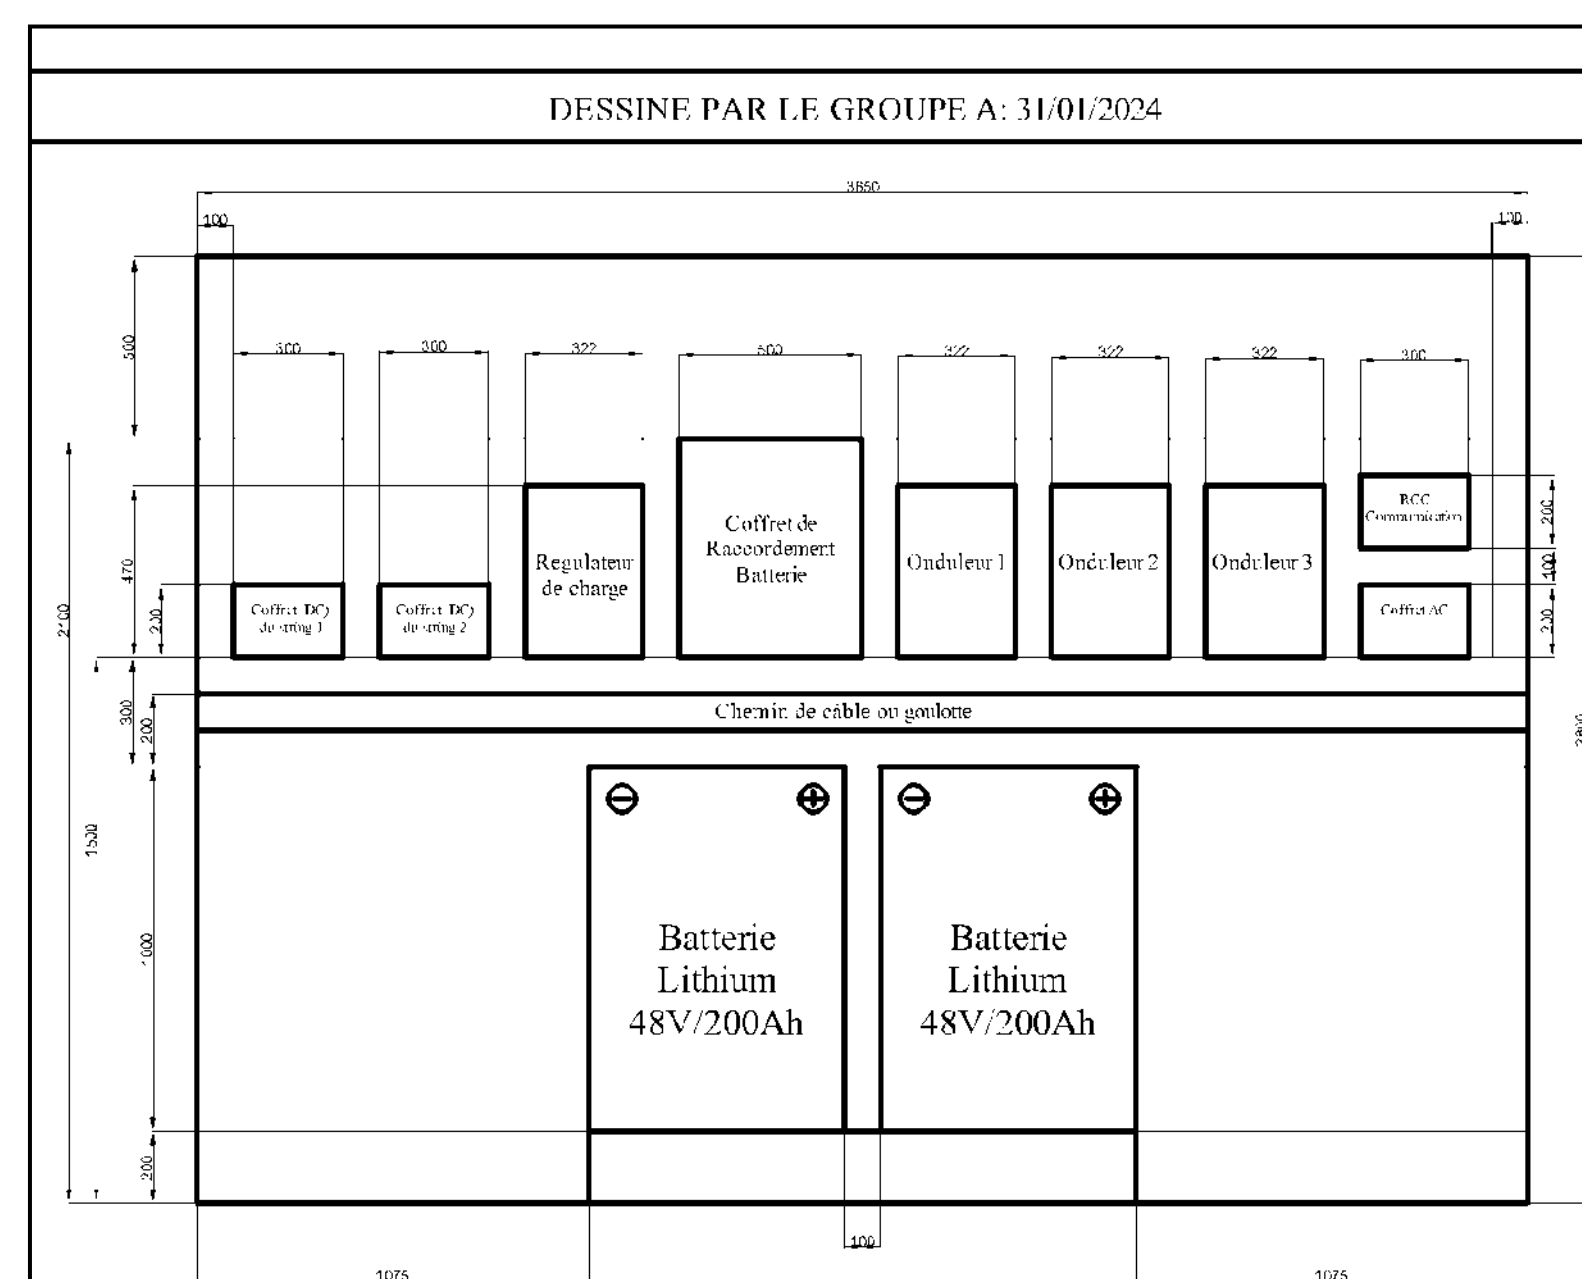 DESSINE PAR LE GROUPE A: 31/01/2024
3650
100
100
500
300
300
322
500
322
322
322
300
Coffret de
Raccordement
Batterie
Regulateur
de charge
Onduleur 1
Onduleur 2
Onduleur 3
Communication
200
100
200
470
2100
200
Coffret DC)
du string 1
Coffret DC)
du string 2
Coffret AC
Chemin de câble ou goulotte
300
200
1500
1000
200
Batterie
Lithium
48V/200Ah
Batterie
Lithium
48V/200Ah
100
1075
1075